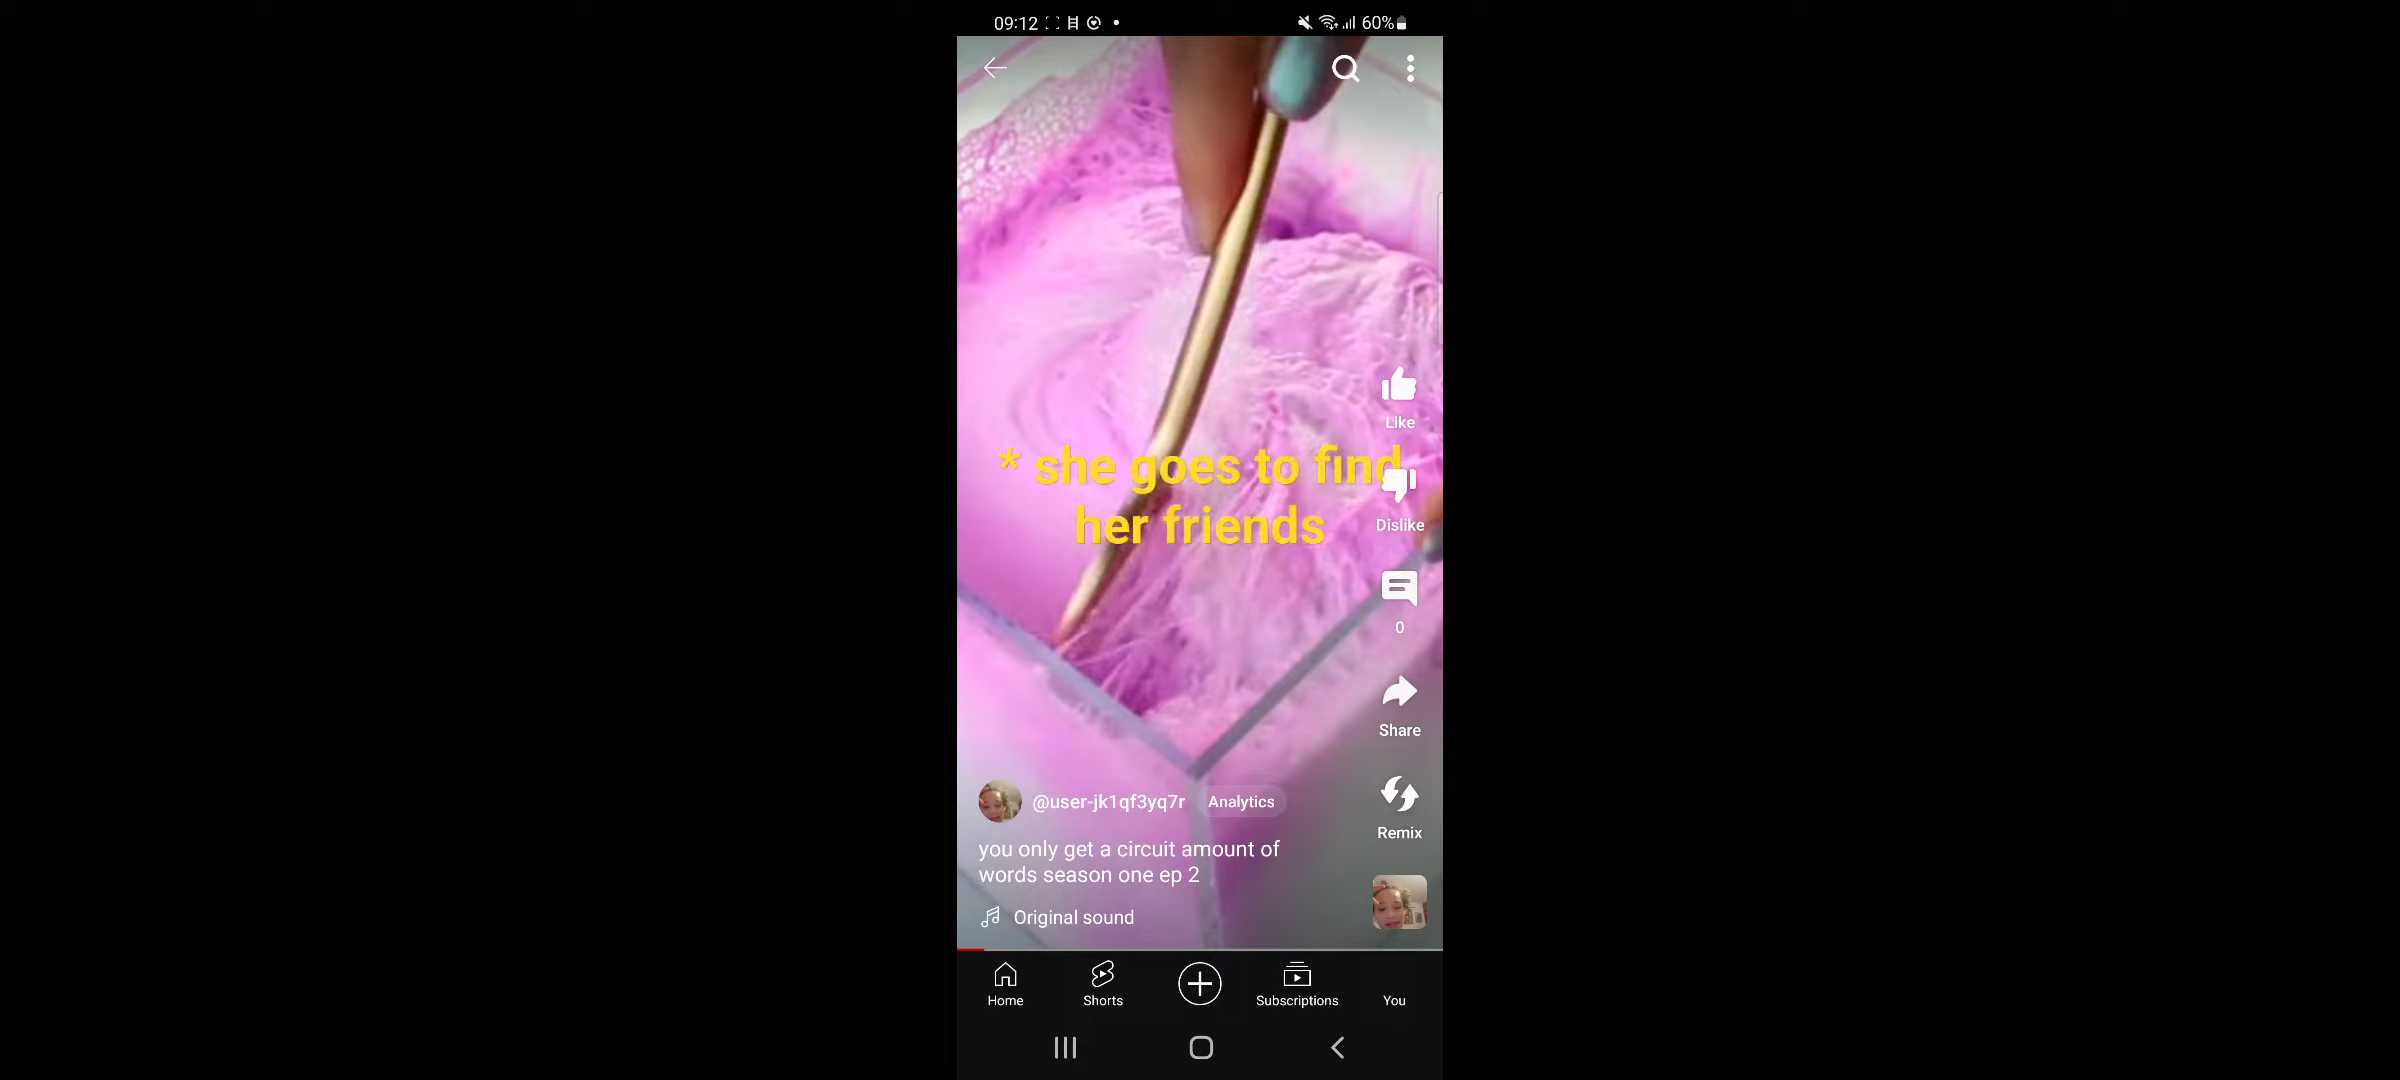 09:12
60%
* she goes to find
her friends
Like
Dislike
0
Share
Remix
@user-jk1qf3yq7r Analytics
you only get a circuit amount of
words season one ep 2
Original sound
Home
Shorts
Subscriptions
You